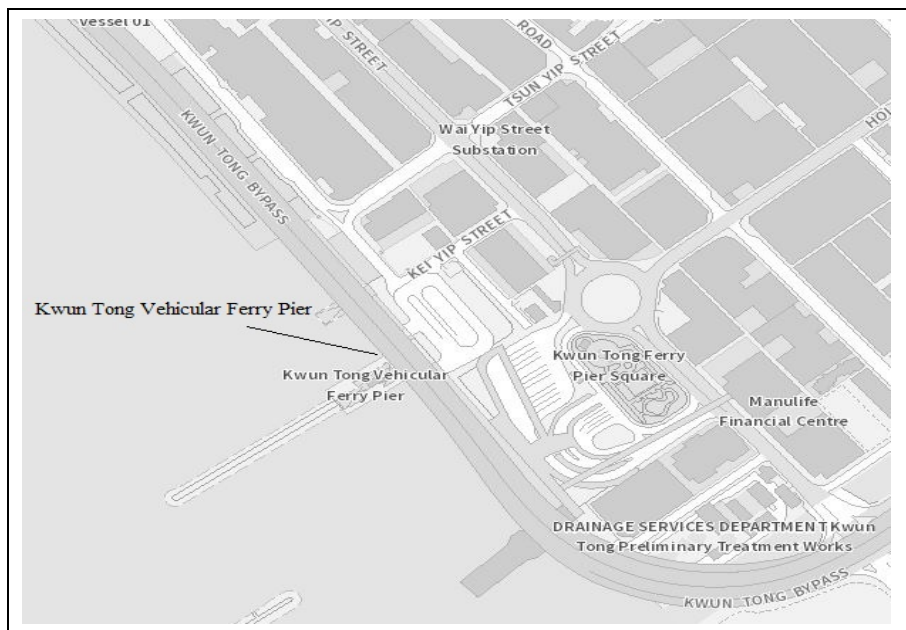 Vessel 01
IP STREET
ROAD
TSUN YIP STREET
KWUN TONG BYPASS
Wai Yip Street
Substation
HOI
KEI YIP STREET
Kwun Tong Vehicular Ferry Pier
Kwun Tong Vehicular
Ferry Pier
Kwun Tong Ferry
Pier Square
Manulife
Financial Centre
DRAINAGE SERVICES DEPARTMENT Kwun
Tong Preliminary Treatment Works
KWUN TONG BYPASS